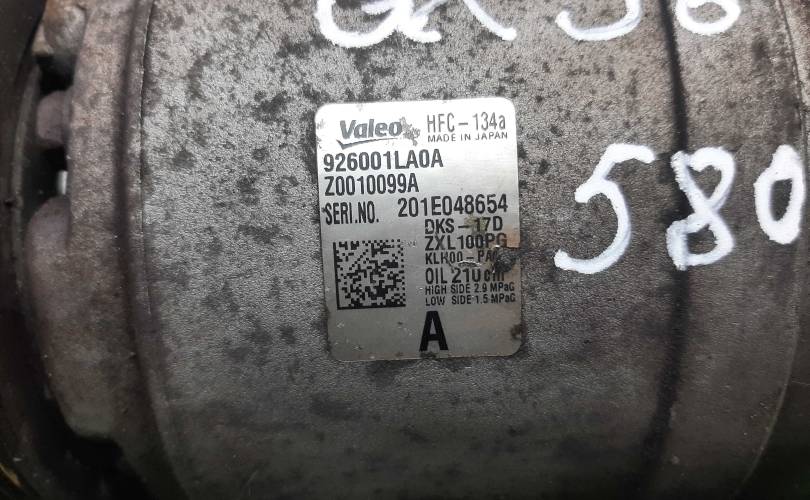 Valeo HFC-134a
MADE IN JAPAN
926001LA0A
Z0010099A
SERI.NO. 201E048654
DKS-17D
ZXL100PG
OIL 210
HIGH SIDE 2.9 MPaG
LOW SIDE 1.5 MPaG
A
580